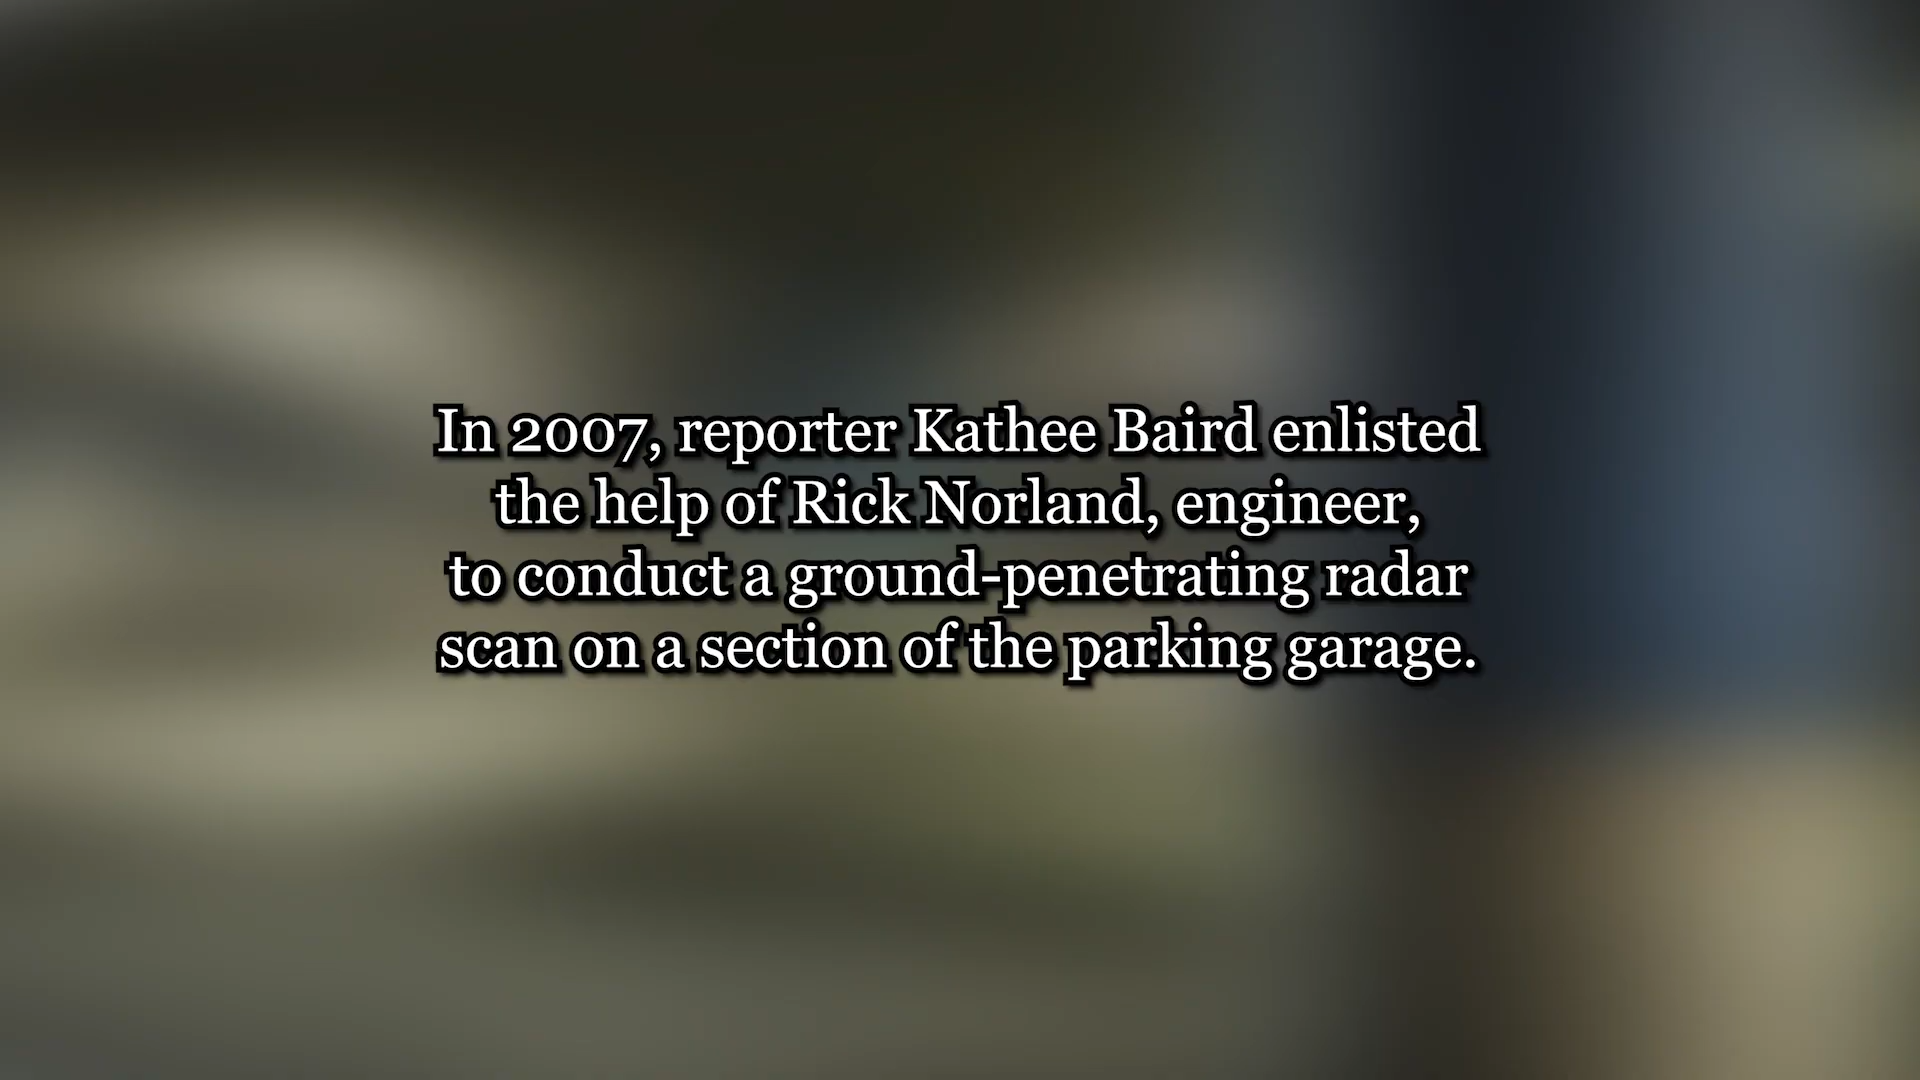 In 2007, reporter Kathee Baird enlisted
the help of Rick Norland, engineer,
to conduct a ground-penetrating radar
scan on a section of the parking garage.